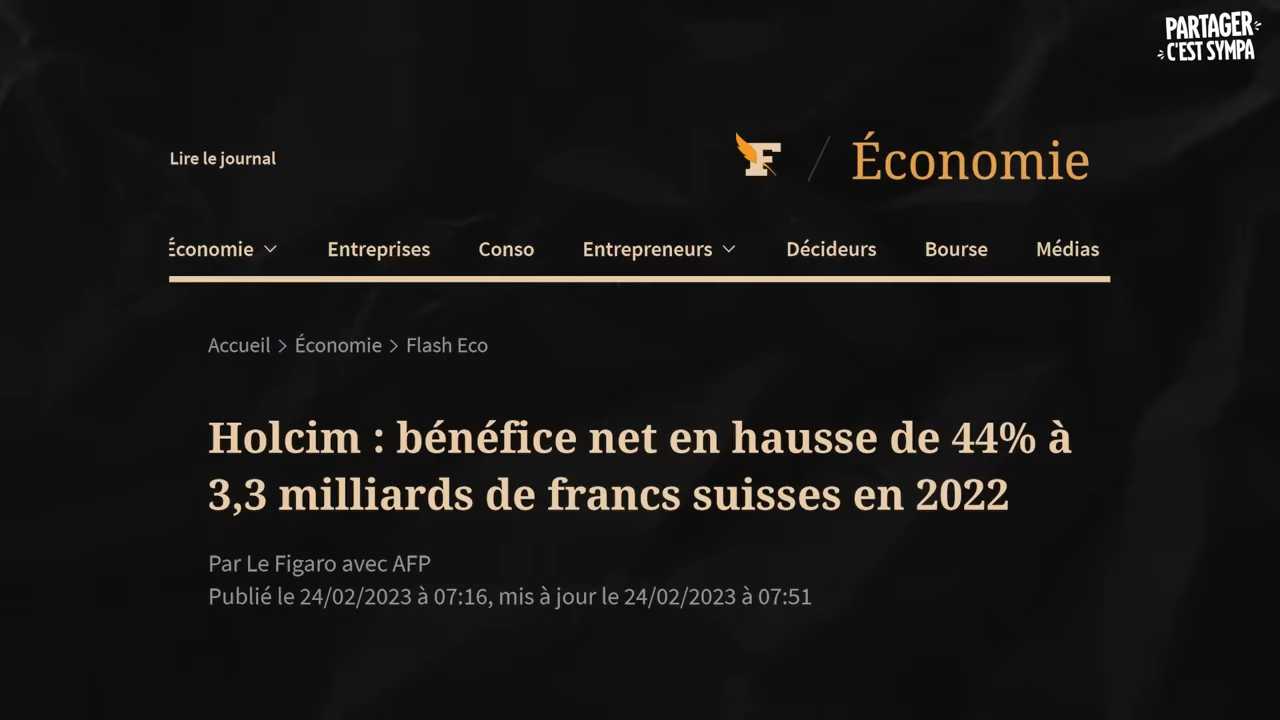 PARTAGER
C'EST SYMPA
Lire le journal
F / Économie
Économie
Entreprises
Conso
Entrepreneurs
Décideurs
Bourse
Médias
Accueil > Économie > Flash Eco
Holcim : bénéfice net en hausse de 44% à
3,3 milliards de francs suisses en 2022
Par Le Figaro avec AFP
Publié le 24/02/2023 à 07:16, mis à jour le 24/02/2023 à 07:51